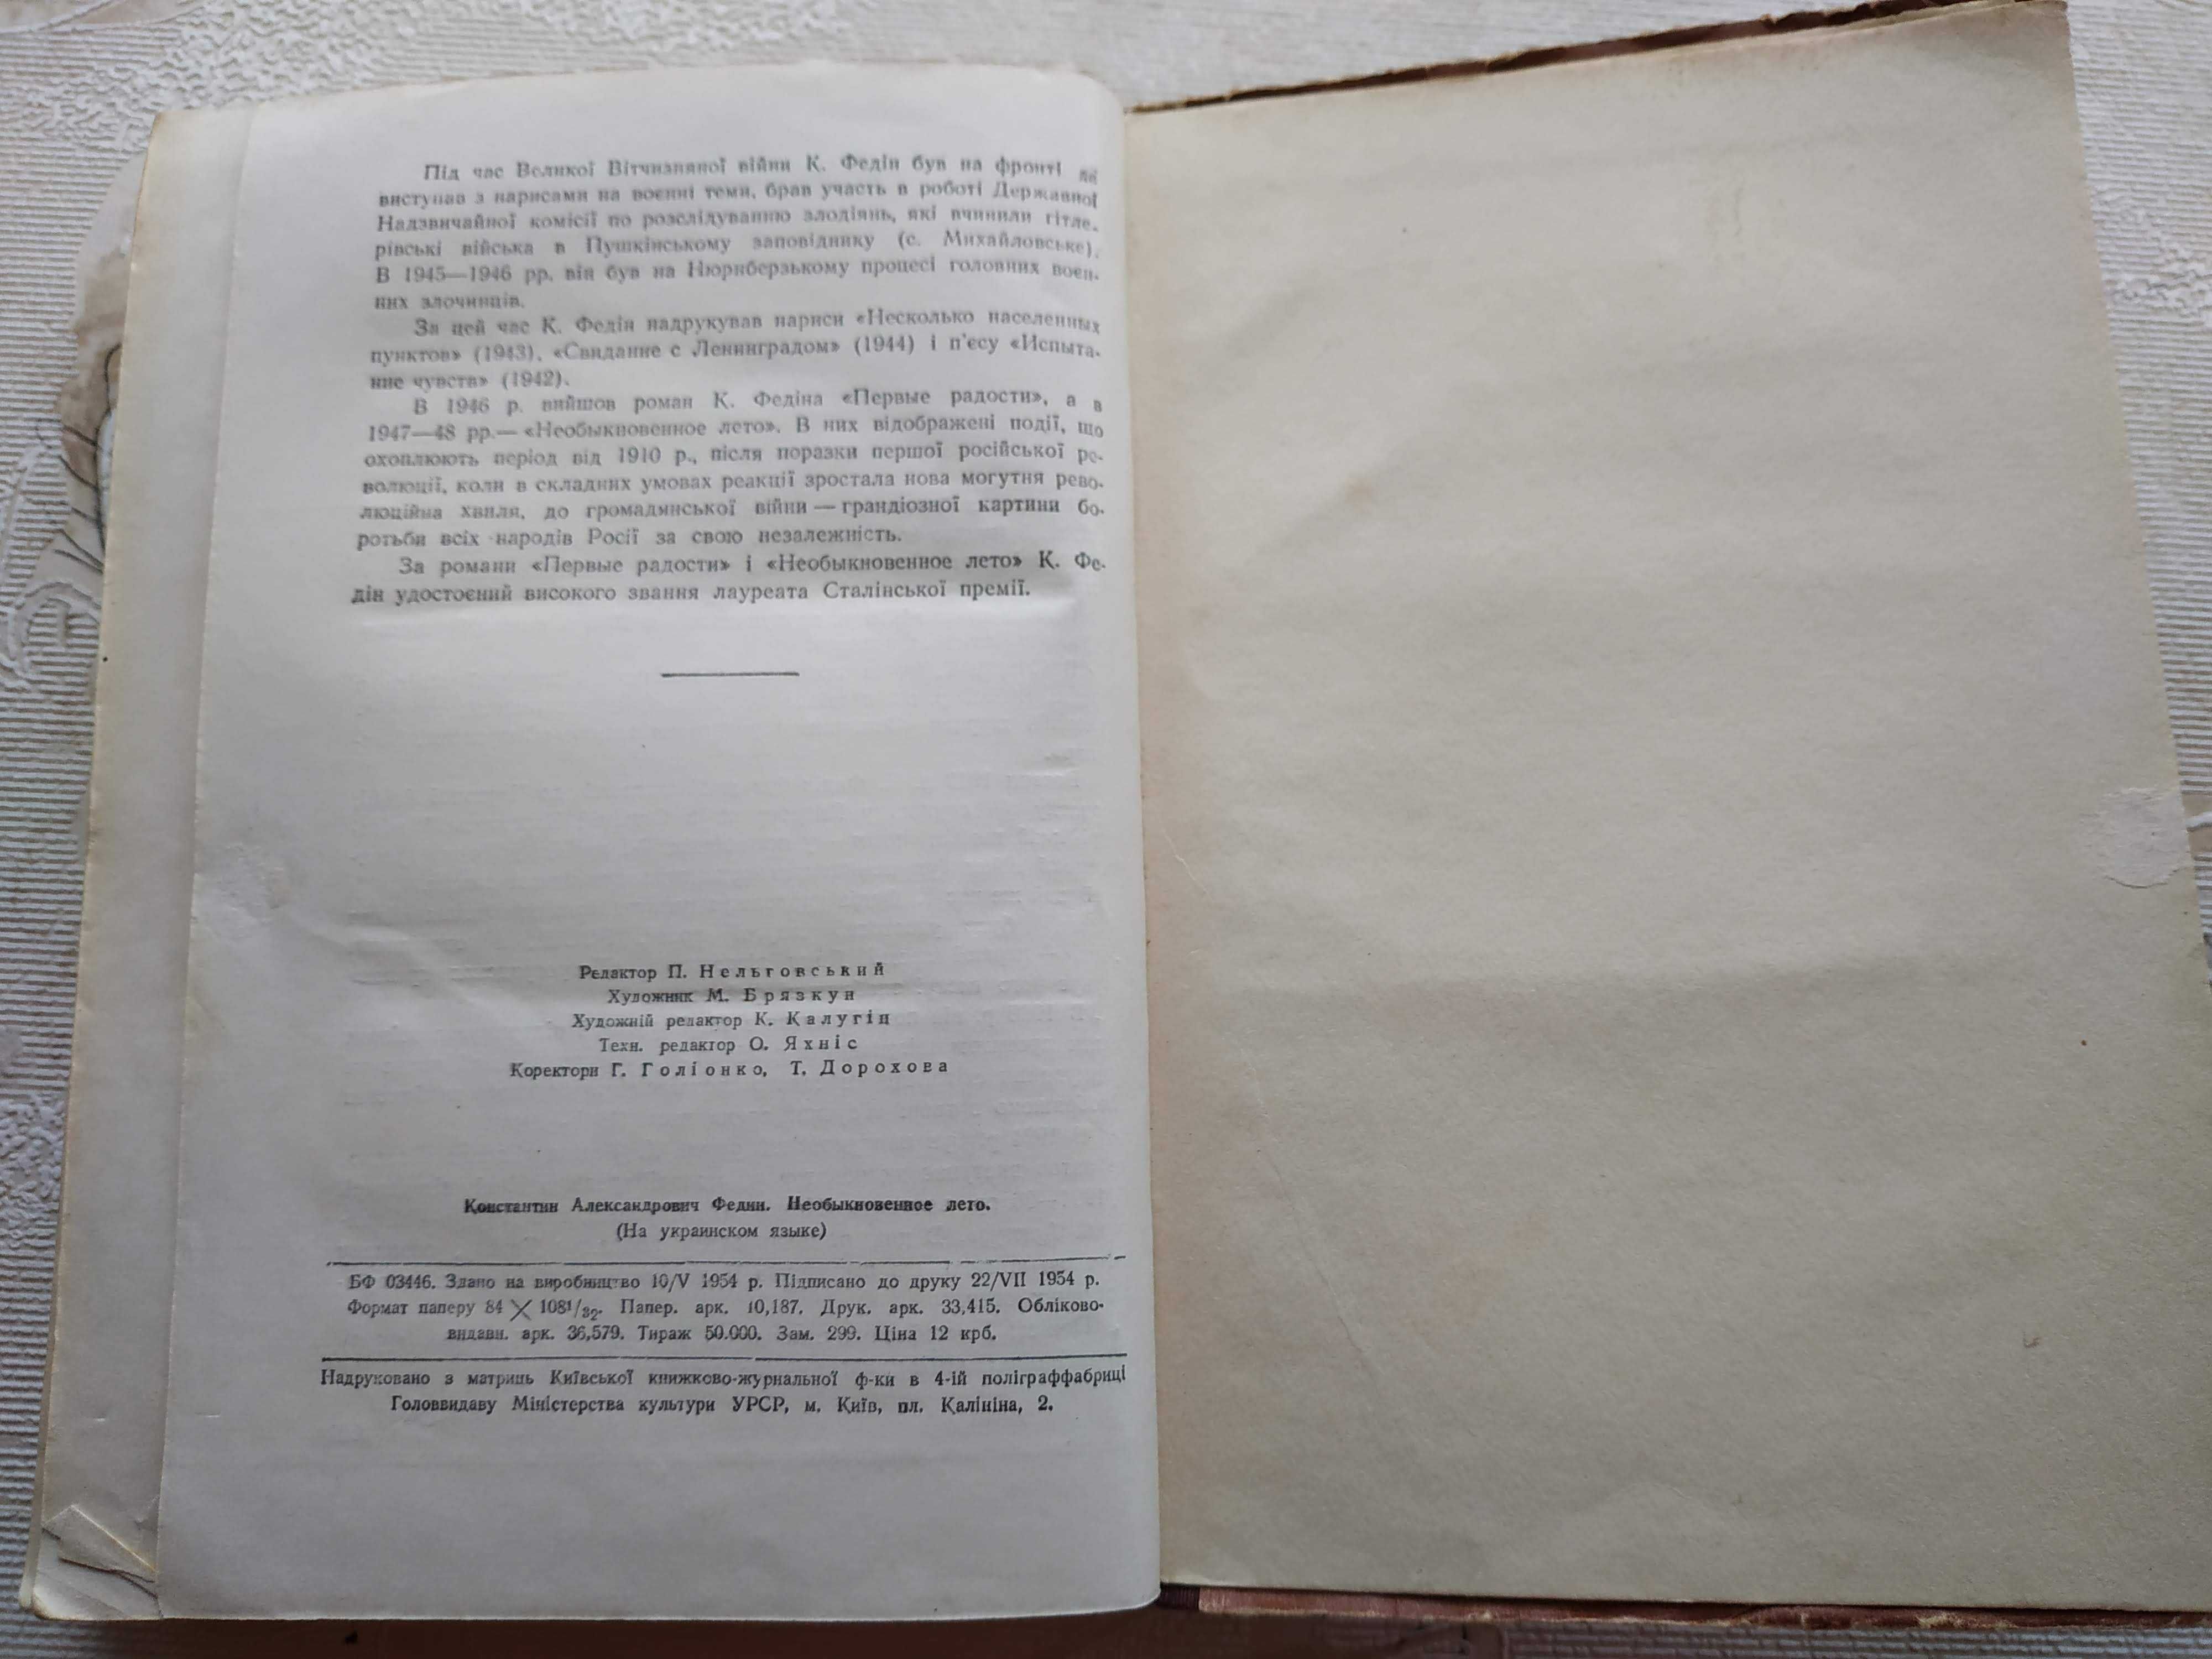 Під час Великої Вітчизняної війни К. Федін був на фронті, де
виступав з нарисами на воєнні теми, брав участь в роботі Державної
Надзвичайної комісії по розслідуванню злодіянь, які вчинили гітле-
рівські війська в Пушкінському заповіднику (с. Михайловське).
В 1945—1946 рр. він був на Нюрнберзькому процесі головних воєн-
них злочинців.
За цей час К. Федін надрукував нариси «Несколько населенных
пунктов» (1943), «Свидание с Ленинградом» (1944) і п'єсу «Испыта-
ние чувств» (1942).
В 1946 р. вийшов роман К. Федіна «Первые радости», а в
1947—48 рр.— «Необыкновенное лето». В них відображені події, що
охоплюють період від 1910 р., після поразки першої російської ре-
волюції, коли в складних умовах реакції зростала нова могутня рево-
люційна хвиля, до громадянської війни — грандіозної картини бо-
ротьби всіх народів Росії за свою незалежність.
За романи «Первые радости» і «Необыкновенное лето» К. Фе-
дін удостоєний високого звання лауреата Сталінської премії.
Редактор П. Нельговський
Художник М. Брязкун
Художній редактор К. Калугін
Техн. редактор О. Яхніс
Коректори Г. Голіонко, Т. Дорохова
Константин Александрович Федин. Необыкновенное лето.
(На украинском языке)
БФ 03446. Здано на виробництво 10/V 1954 р. Підписано до друку 22/VII 1954 р.
Формат паперу 84 × 108 1/32. Папер. арк. 10,187. Друк. арк. 33,415. Обліково-
видавн. арк. 36,579. Тираж 50.000. Зам. 299. Ціна 12 крб.
Надруковано з матриць Київської книжково-журнальної ф-ки в 4-ій поліграффабриці
Головвидаву Міністерства культури УРСР, м. Київ, пл. Калініна, 2.